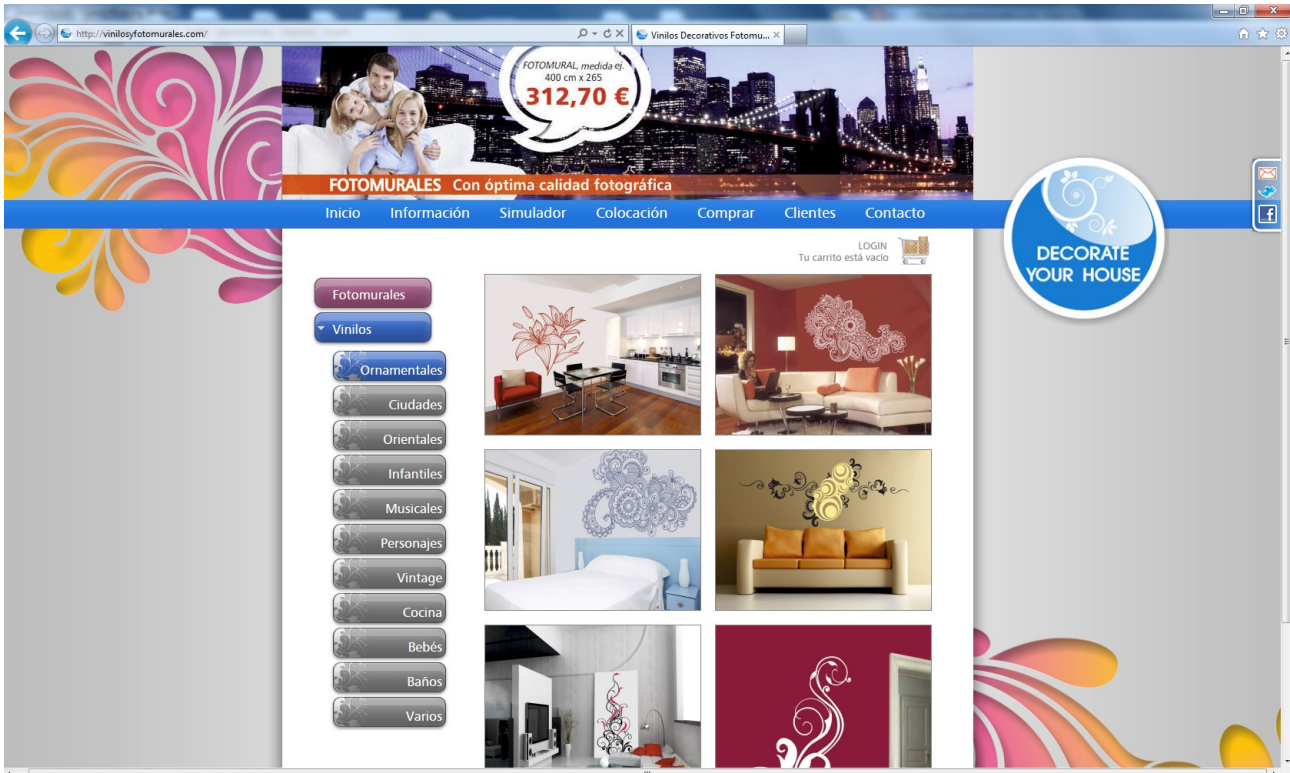 http://vinilosyfotomurales.com/
Vinilos Decorativos Fotomu...
FOTOMURAL, medida ej.
400 cm x 265
312,70 €
FOTOMURALES Con óptima calidad fotográfica
Inicio Información Simulador Colocación Comprar Clientes Contacto
LOGIN
Tu carrito está vacío
DECORATE
YOUR HOUSE
Fotomurales
Vinilos
Ornamentales
Ciudades
Orientales
Infantiles
Musicales
Personajes
Vintage
Cocina
Bebés
Baños
Varios